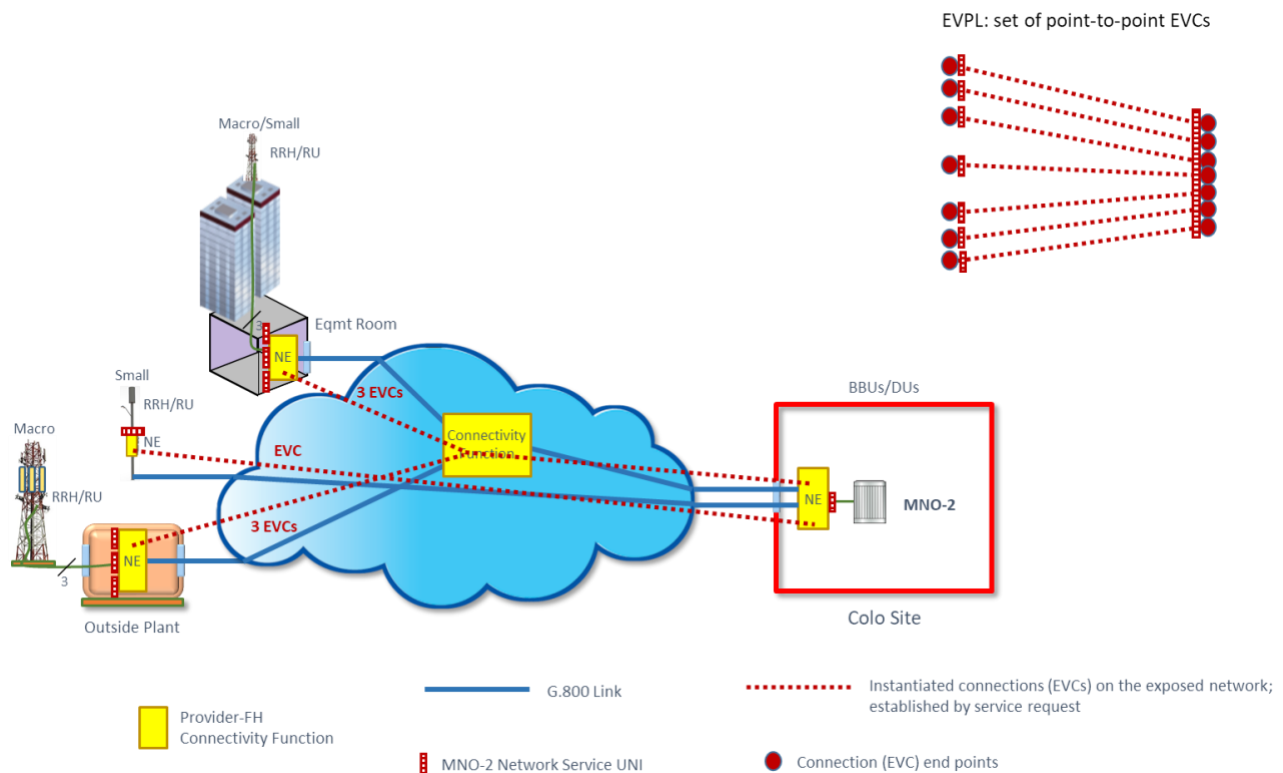 EVPL: set of point-to-point EVCs
Macro/Small
RRH/RU
3
Eqmt Room
NE
Small
RRH/RU
NE
3 EVCs
Connectivity
Function
BBUs/DUs
Macro
EVC
RRH/RU
NE
MNO-2
3 EVCs
NE
3
Outside Plant
Colo Site
G.800 Link
Instantiated connections (EVCs) on the exposed network;
established by service request
Provider-FH
Connectivity Function
MNO-2 Network Service UNI
Connection (EVC) end points